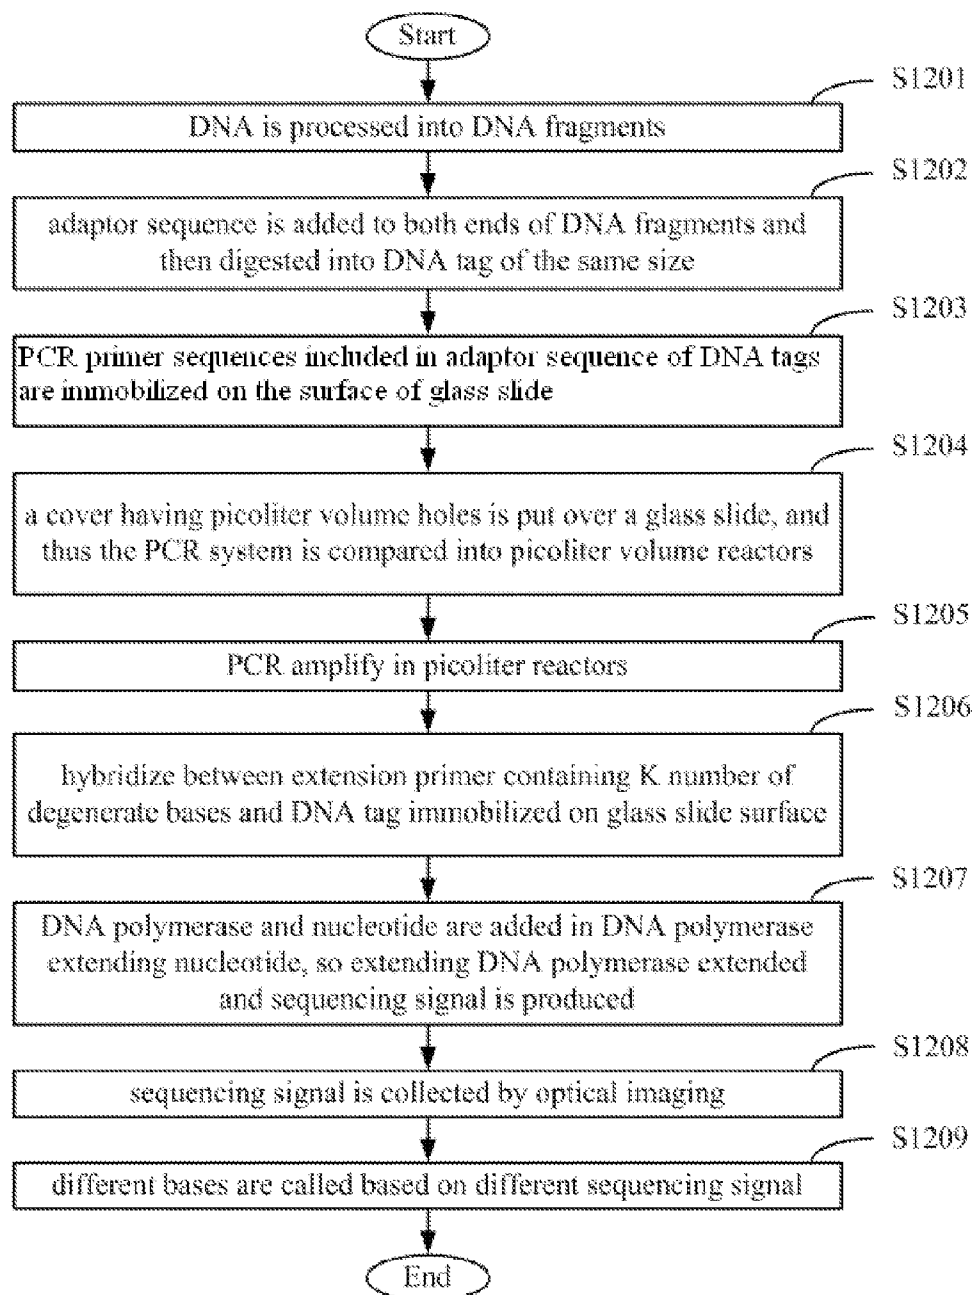 Start
S1201
DNA is processed into DNA fragments
S1202
adaptor sequence is added to both ends of DNA fragments and
then digested into DNA tag of the same size
S1203
PCR primer sequences included in adaptor sequence of DNA tags
are immobilized on the surface of glass slide
S1204
a cover having picoliter volume holes is put over a glass slide, and
thus the PCR system is compared into picoliter volume reactors
S1205
PCR amplify in picoliter reactors
S1206
hybridize between extension primer containing K number of
degenerate bases and DNA tag immobilized on glass slide surface
S1207
DNA polymerase and nucleotide are added in DNA polymerase
extending nucleotide, so extending DNA polymerase extended
and sequencing signal is produced
S1208
sequencing signal is collected by optical imaging
S1209
different bases are called based on different sequencing signal
End